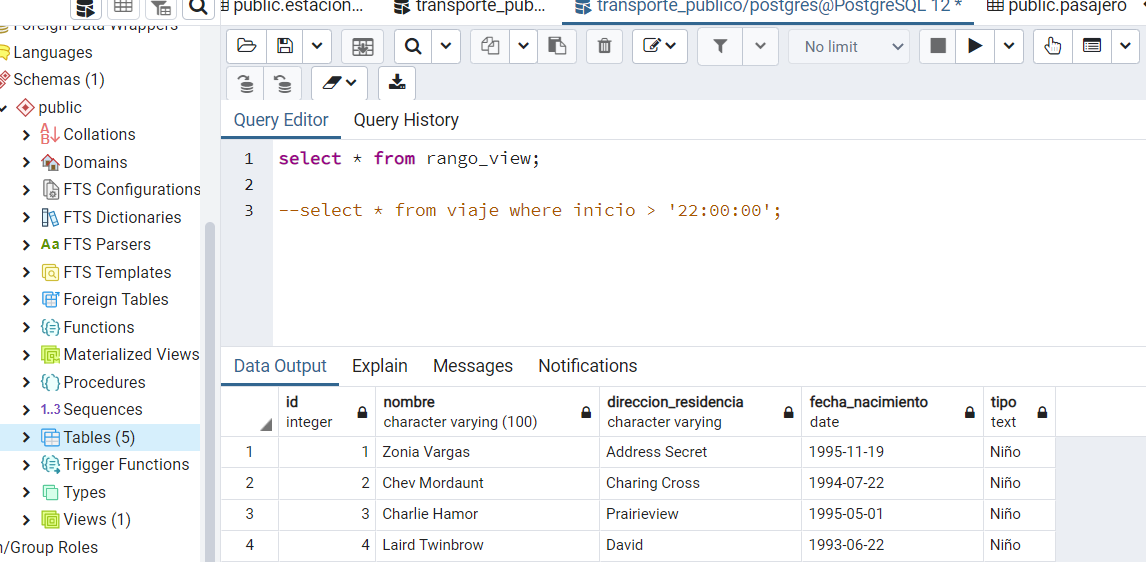 public.estacion...
transporte_pub...
transporte_publico/postgres@PostgreSQL 12 *
public.pasajero
Foreign Data Wrappers
Languages
Schemas (1)
public
Collations
Domains
FTS Configurations
FTS Dictionaries
Aa FTS Parsers
FTS Templates
Foreign Tables
Functions
Materialized Views
Procedures
1..3 Sequences
Tables (5)
Trigger Functions
Types
Views (1)
n/Group Roles
No limit
Query Editor Query History
1 select * from rango_view;
2
3 --select * from viaje where inicio > '22:00:00';
Data Output Explain Messages Notifications
id nombre direccion_residencia fecha_nacimiento tipo
integer character varying (100) character varying date text
1 1 Zonia Vargas Address Secret 1995-11-19 Niño
2 2 Chev Mordaunt Charing Cross 1994-07-22 Niño
3 3 Charlie Hamor Prairieview 1995-05-01 Niño
4 4 Laird Twinbrow David 1993-06-22 Niño